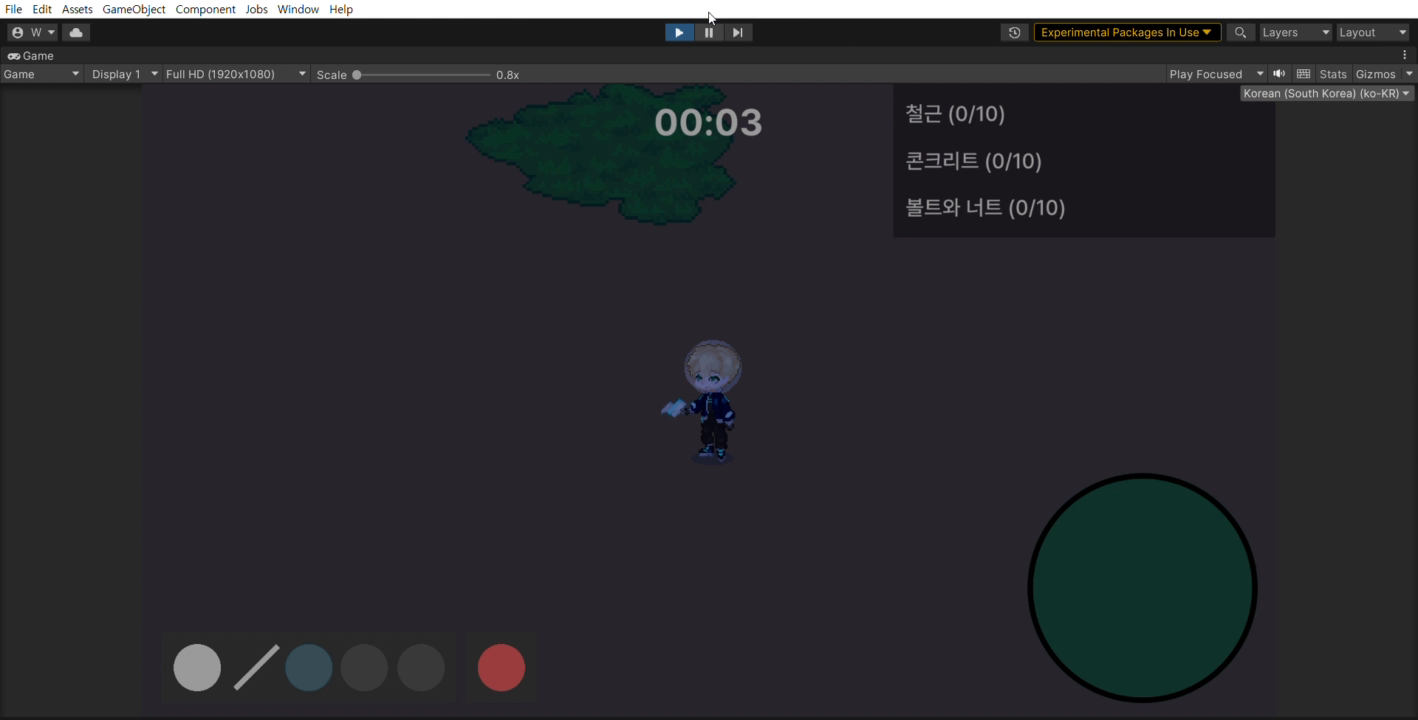 File Edit Assets GameObject Component Jobs Window Help
W Experimental Packages In Use Layers Layout
Game
Game Display 1 Full HD (1920x1080) Scale 0.8x Play Focused Stats Gizmos
Korean (South Korea) (ko-KR)
00:03
철근 (0/10)
콘크리트 (0/10)
볼트와 너트 (0/10)